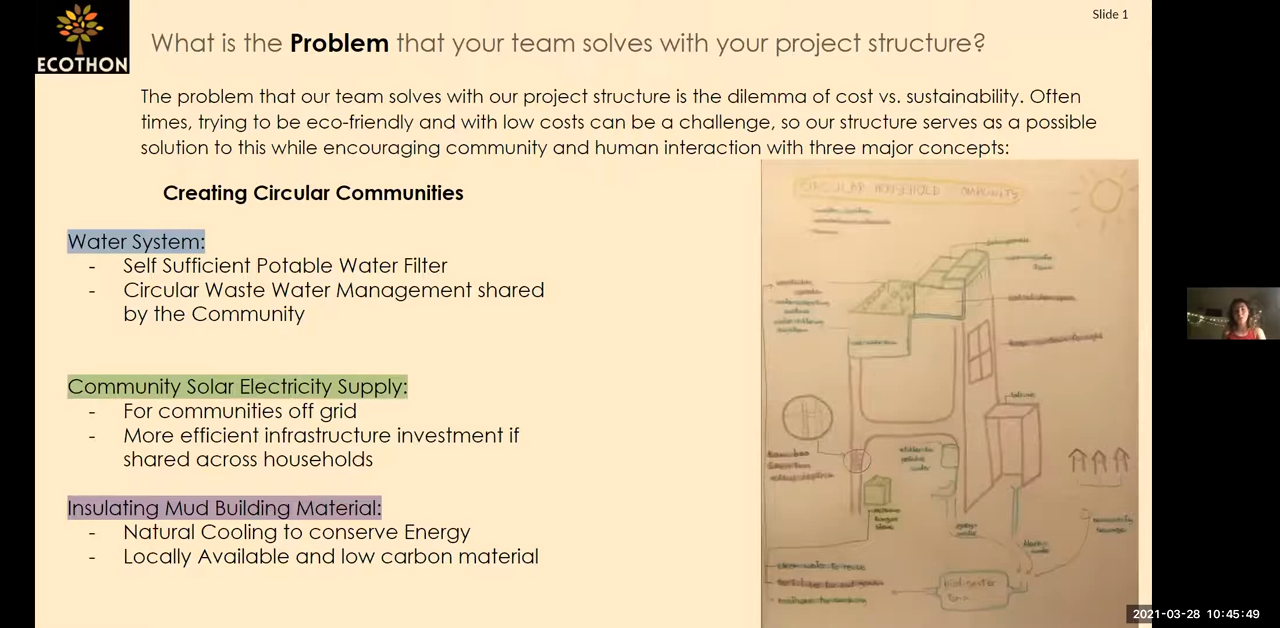 Slide 1
ECOTHON
What is the Problem that your team solves with your project structure?
The problem that our team solves with our project structure is the dilemma of cost vs. sustainability. Often
times, trying to be eco-friendly and with low costs can be a challenge, so our structure serves as a possible
solution to this while encouraging community and human interaction with three major concepts:
Creating Circular Communities
Water System:
- Self Sufficient Potable Water Filter
- Circular Waste Water Management shared
by the Community
Community Solar Electricity Supply:
- For communities off grid
- More efficient infrastructure investment if
shared across households
Insulating Mud Building Material:
- Natural Cooling to conserve Energy
- Locally Available and low carbon material
CIRCULAR HOUSEHOLD
clean water to reuse
2021-03-28 10:45:49